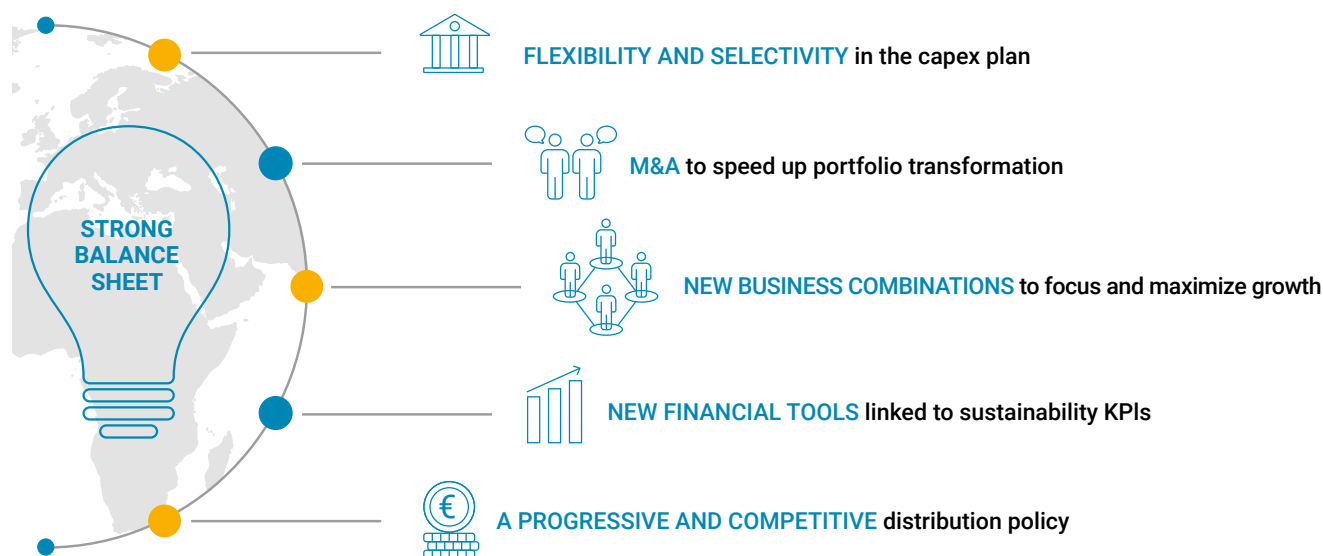 FLEXIBILITY AND SELECTIVITY in the capex plan
M&A to speed up portfolio transformation
STRONG
BALANCE
SHEET
NEW BUSINESS COMBINATIONS to focus and maximize growth
NEW FINANCIAL TOOLS linked to sustainability KPIs
€
A PROGRESSIVE AND COMPETITIVE distribution policy